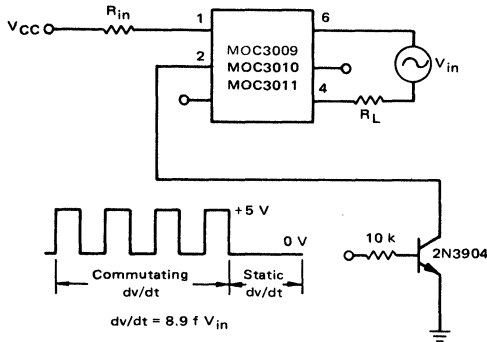 Rin
VCC
1
6
2
MOC3009
MOC3010
MOC3011
4
Vin
RL
+5 V
0 V
10 k
2N3904
Commutating
dv/dt
Static
dv/dt
dv/dt = 8.9 f Vin